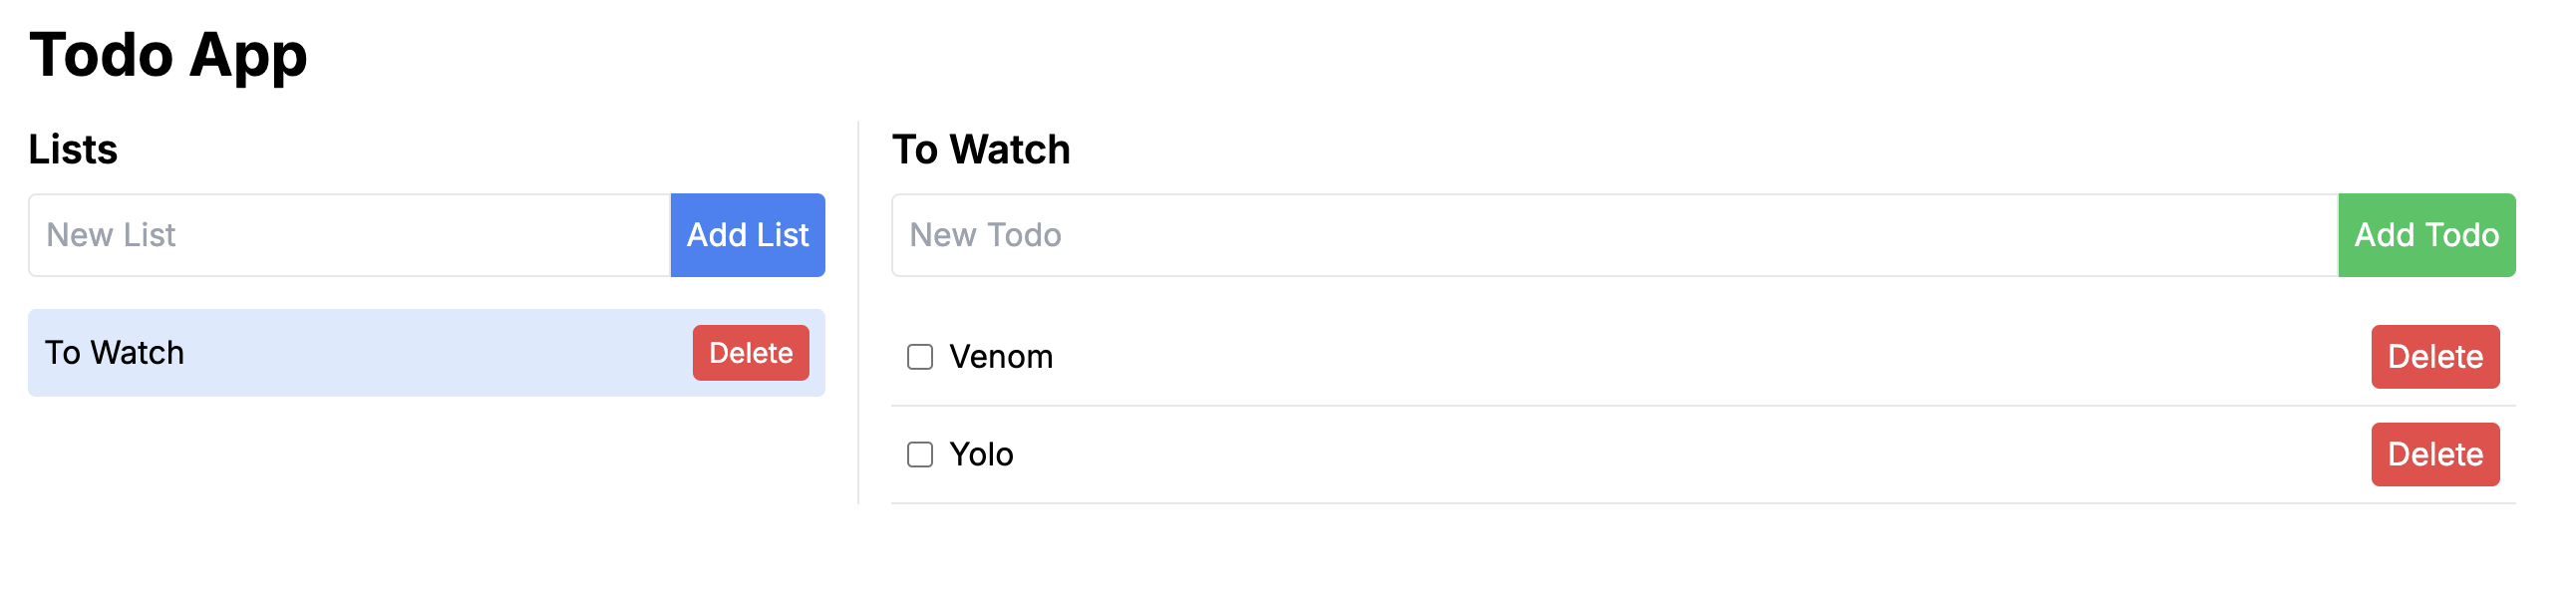 Todo App
Lists
New List
Add List
To Watch
Delete
To Watch
New Todo
Add Todo
Venom
Delete
Yolo
Delete